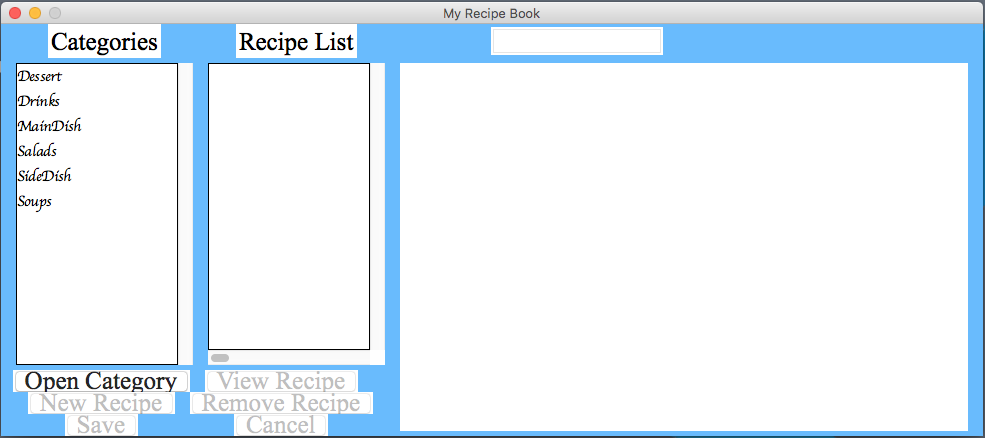 My Recipe Book
Categories
Recipe List
Dessert
Drinks
MainDish
Salads
SideDish
Soups
Open Category
View Recipe
New Recipe
Remove Recipe
Save
Cancel